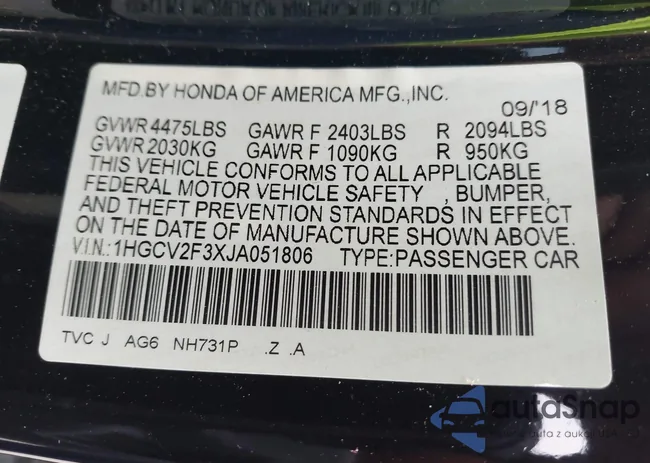 MFD.BY HONDA OF AMERICA MFG.,INC.
09/'18
GVWR 4475LBS GAWR F 2403LBS R 2094LBS
GVWR 2030KG GAWR F 1090KG R 950KG
THIS VEHICLE CONFORMS TO ALL APPLICABLE
FEDERAL MOTOR VEHICLE SAFETY , BUMPER,
AND THEFT PREVENTION STANDARDS IN EFFECT
ON THE DATE OF MANUFACTURE SHOWN ABOVE.
V.I.N.:1HGCV2F3XJA051806 TYPE:PASSENGER CAR
TVC J AG6 NH731P .Z .A
autoSnap
auta z aukcji